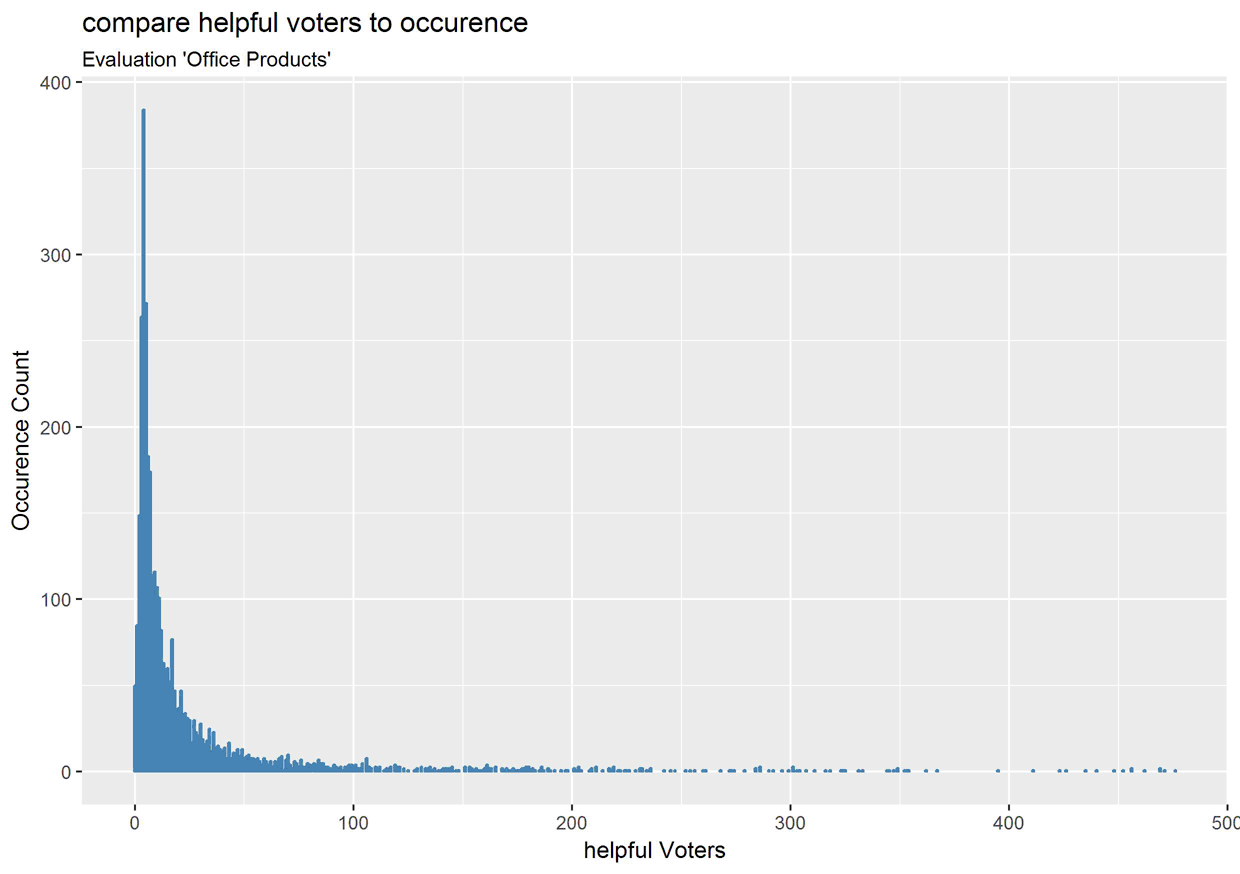 compare helpful voters to occurence
Evaluation 'Office Products'
400
300
200
100
0
Occurence Count
0 100 200 300 400 500
helpful Voters